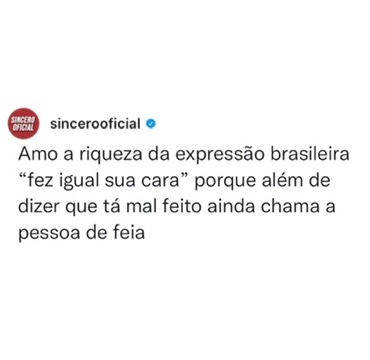 SINCERO
OFICIAL
sincerooficial
Amo a riqueza da expressão brasileira
“fez igual sua cara” porque além de
dizer que tá mal feito ainda chama a
pessoa de feia